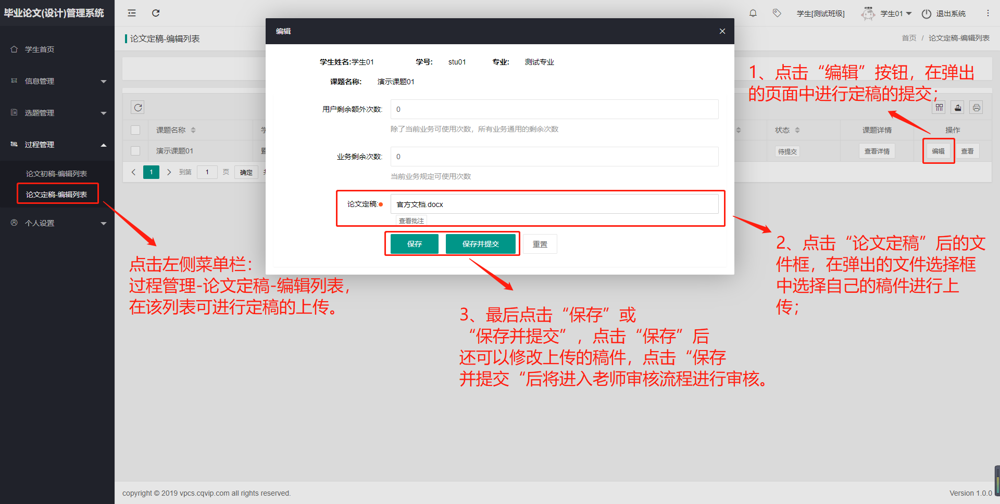 毕业论文(设计)管理系统
学生[测试班级]
学生01
退出系统
学生首页
信息管理
选题管理
过程管理
论文初稿-编辑列表
论文定稿-编辑列表
个人设置
论文定稿-编辑列表
首页 / 论文定稿-编辑列表
课题名称
状态
课题详情
操作
演示课题01
待提交
查看详情
编辑
查看
1
到第
1
页
确定
编辑
学生姓名:学生01
学号:
stu01
专业:
测试专业
课题名称:
演示课题01
用户剩余额外次数:
0
除了当前业务可使用次数，所有业务通用的剩余次数
业务剩余次数:
0
当前业务规定可使用次数
论文定稿:
官方文档.docx
查看批注
保存
保存并提交
重置
1、点击“编辑”按钮，在弹出
的页面中进行定稿的提交；
2、点击“论文定稿”后的文
件框，在弹出的文件选择框
中选择自己的稿件进行上
传；
点击左侧菜单栏：
过程管理-论文定稿-编辑列表，
在该列表可进行定稿的上传。
3、最后点击“保存”或
“保存并提交”，点击“保存”后
还可以修改上传的稿件，点击“保存
并提交“后将进入老师审核流程进行审核。
copyright © 2019 vpcs.cqvip.com all rights reserved.
Version 1.0.0